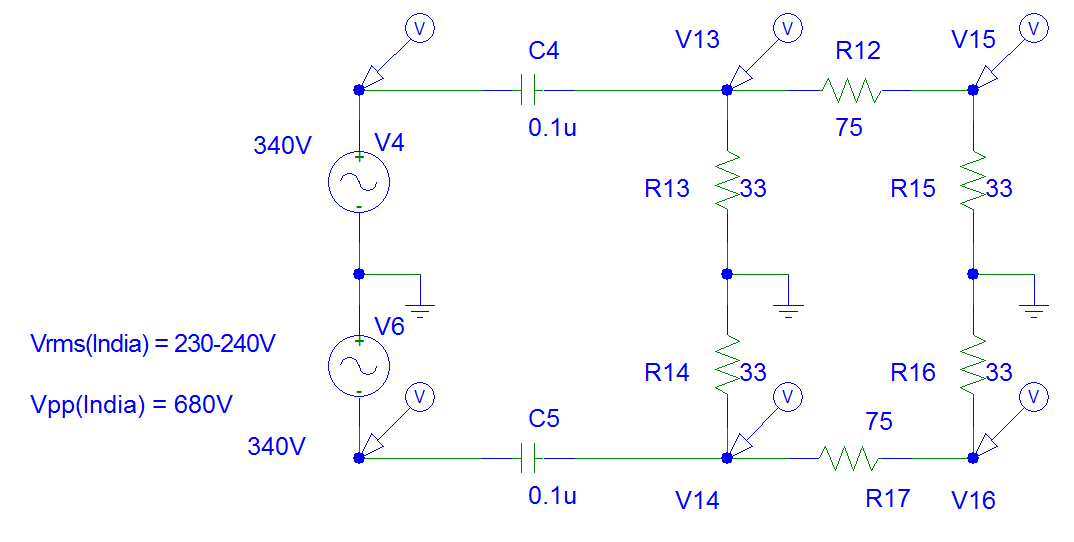 V
V
V
V13
C4
R12
V15
0.1u
75
340V
V4
R13
33
R15
33
V6
Vrms(India) = 230-240V
R14
33
R16
33
V
V
V
Vpp(India) = 680V
C5
75
340V
0.1u
V14
R17
V16